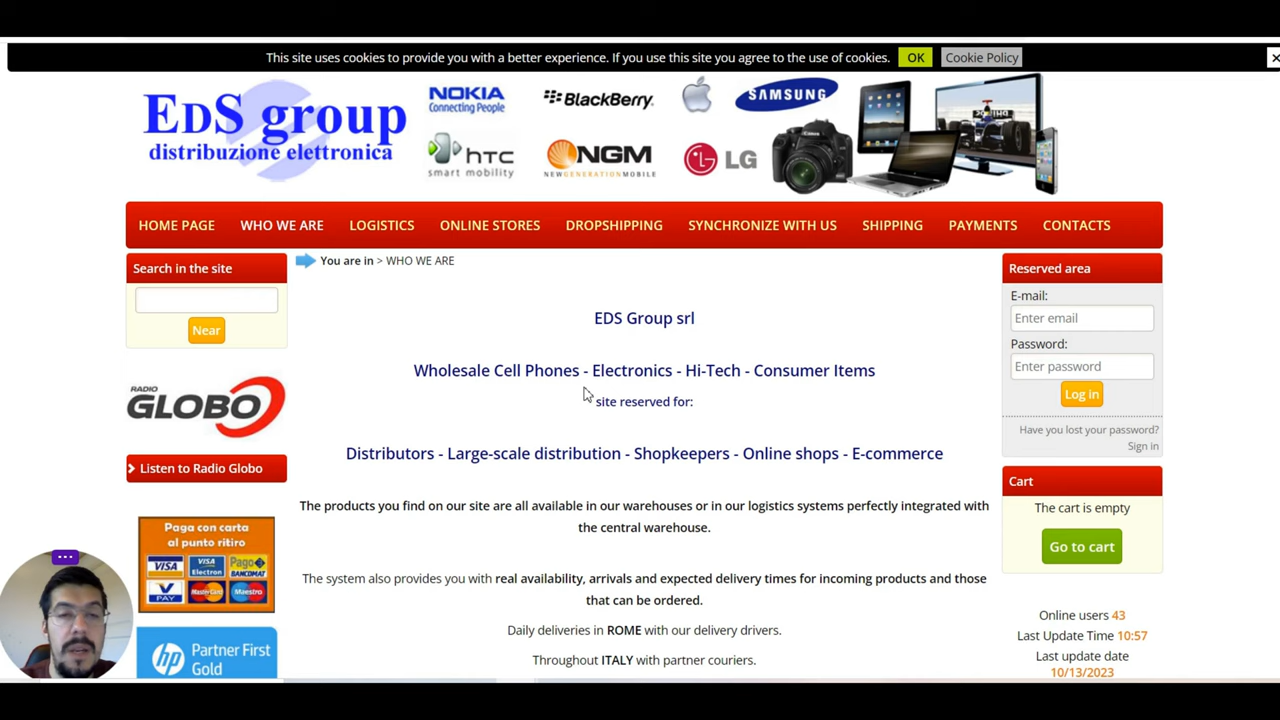 This site uses cookies to provide you with a better experience. If you use this site you agree to the use of cookies. OK Cookie Policy
EDS group
distribuzione elettronica
NOKIA
Connecting People
BlackBerry
SAMSUNG
htc
smart mobility
NGM
NEWGENERATIONMOBILE
LG
Canon
HOME PAGE WHO WE ARE LOGISTICS ONLINE STORES DROPSHIPPING SYNCHRONIZE WITH US SHIPPING PAYMENTS CONTACTS
Search in the site
Near
RADIO
GLOBO
Listen to Radio Globo
Paga con carta
al punto ritiro
VISA
VISA
Electron
Pago
BANCOMAT
V
PAY
MasterCard
Maestro
hp
Partner First
Gold
You are in > WHO WE ARE
EDS Group srl
Wholesale Cell Phones - Electronics - Hi-Tech - Consumer Items
site reserved for:
Distributors - Large-scale distribution - Shopkeepers - Online shops - E-commerce
The products you find on our site are all available in our warehouses or in our logistics systems perfectly integrated with
the central warehouse.
The system also provides you with real availability, arrivals and expected delivery times for incoming products and those
that can be ordered.
Daily deliveries in ROME with our delivery drivers.
Throughout ITALY with partner couriers.
Reserved area
E-mail:
Enter email
Password:
Enter password
Log in
Have you lost your password?
Sign in
Cart
The cart is empty
Go to cart
Online users 43
Last Update Time 10:57
Last update date
10/13/2023